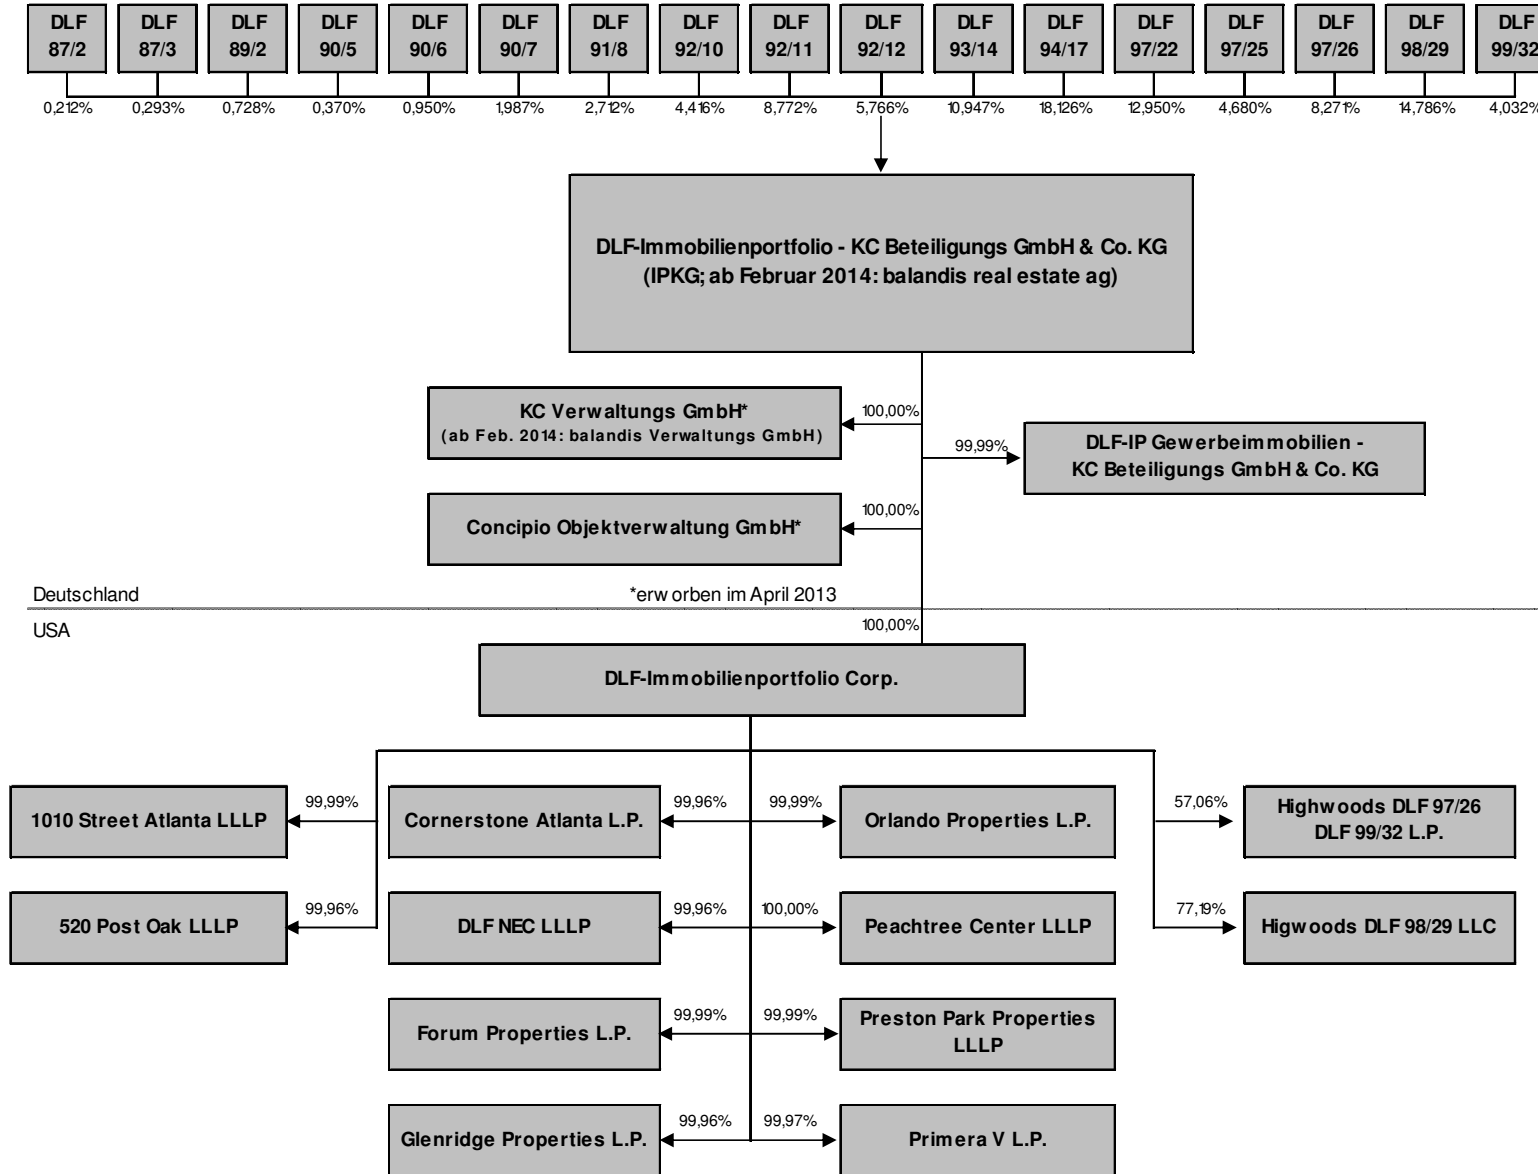 DLF DLF DLF DLF DLF DLF DLF DLF DLF DLF DLF DLF DLF DLF DLF DLF DLF
87/2 87/3 89/2 90/5 90/6 90/7 91/8 92/10 92/11 92/12 93/14 94/17 97/22 97/25 97/26 98/29 99/32
0,212% 0,293% 0,728% 0,370% 0,950% 1,987% 2,712% 4,416% 8,772% 5,766% 10,947% 18,126% 12,950% 4,680% 8,271% 14,786% 4,032%
DLF-Immobilienportfolio - KC Beteiligungs GmbH & Co. KG
(IPKG; ab Februar 2014: balandis real estate ag)
KC Verwaltungs GmbH*
(ab Feb. 2014: balandis Verwaltungs GmbH)
100,00%
99,99%
DLF-IP Gewerbeimmobilien -
KC Beteiligungs GmbH & Co. KG
Concipio Objektverwaltung GmbH*
100,00%
Deutschland
*erworben im April 2013
USA
100,00%
DLF-Immobilienportfolio Corp.
1010 Street Atlanta LLLP
99,99%
Cornerstone Atlanta L.P.
99,96%
99,99%
Orlando Properties L.P.
57,06%
Highwoods DLF 97/26
DLF 99/32 L.P.
520 Post Oak LLLP
99,96%
DLF NEC LLLP
99,96%
100,00%
Peachtree Center LLLP
77,19%
Higwoods DLF 98/29 LLC
Forum Properties L.P.
99,99%
99,99%
Preston Park Properties
LLLP
Glenridge Properties L.P.
99,96%
99,97%
Primera V L.P.